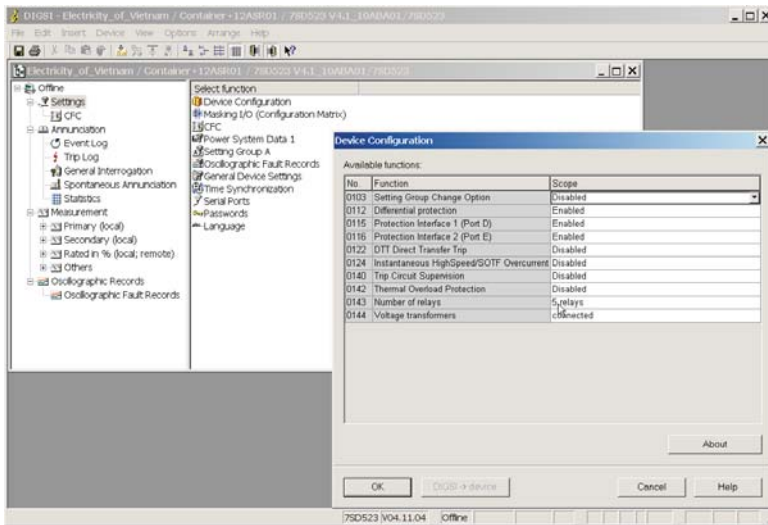 DIGSI - Electricity_of_Vietnam / Container+12ASR01 / 7SD523 V4.1_10ABA01/7SD523
File Edit Insert Device View Options Arrange Help
Electricity_of_Vietnam / Container+12ASR01 / 7SD523 V4.1_10ABA01/7SD523
Offline
Settings
CFC
Annunciation
Event Log
Trip Log
General Interrogation
Spontaneous Annunciation
Statistics
Measurement
Primary (local)
Secondary (local)
Rated in % (local; remote)
Others
Oscillographic Records
Oscillographic Fault Records
Select function
Device Configuration
Masking I/O (Configuration Matrix)
CFC
Power System Data 1
Setting Group A
Oscillographic Fault Records
General Device Settings
Time Synchronization
Serial Ports
Passwords
Language
Device Configuration
Available functions:
No. Function Scope
0103 Setting Group Change Option Disabled
0112 Differential protection Enabled
0115 Protection Interface 1 (Port D) Enabled
0116 Protection Interface 2 (Port E) Enabled
0122 DTT Direct Transfer Trip Disabled
0124 Instantaneous HighSpeed/SOTF Overcurrent Disabled
0140 Trip Circuit Supervision Disabled
0142 Thermal Overload Protection Disabled
0143 Number of relays 5 relays
0144 Voltage transformers connected
About
OK DIGSI -> device Cancel Help
7SD523 V04.11.04 Offline